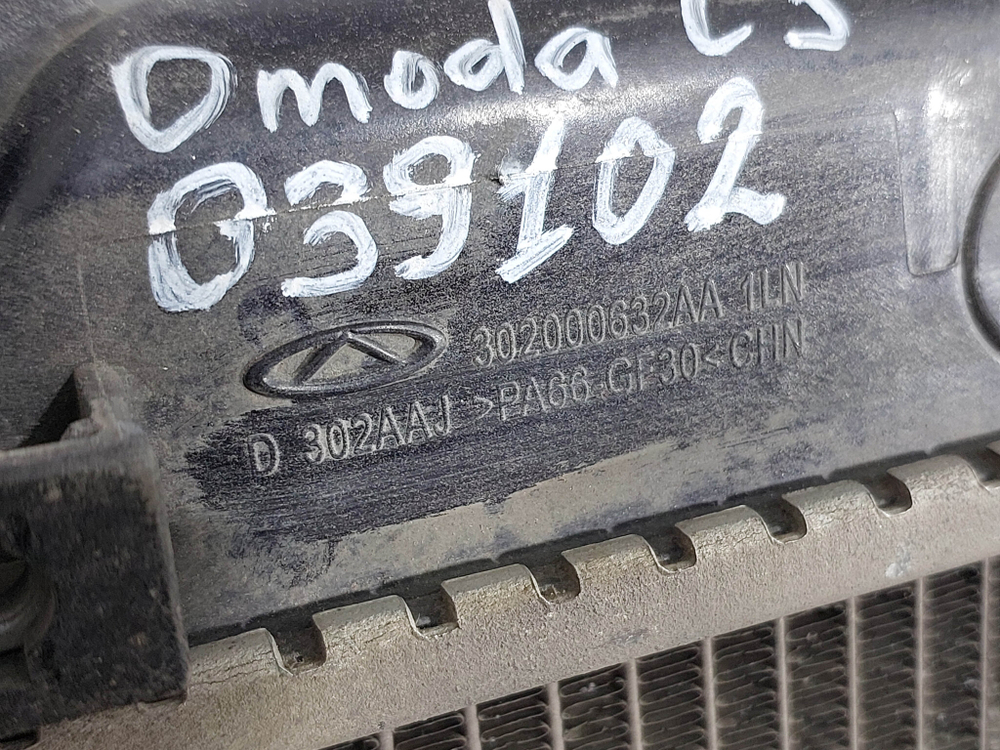 Omoda C5
039102
302000632AA 1LN
D 302AAJ >PA66-GF30<CHN